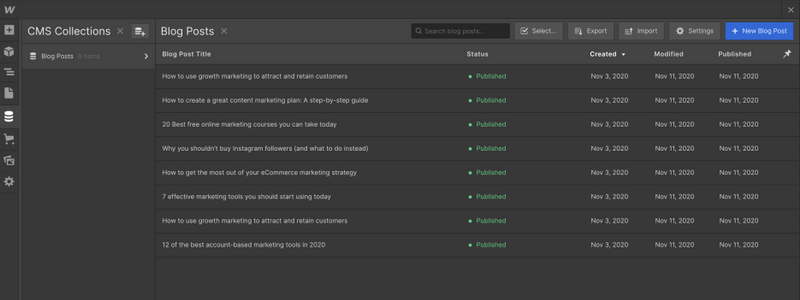 W
CMS Collections
Blog Posts 8 items
Blog Posts
Search blog posts...
Select...
Export
Import
Settings
+ New Blog Post
Blog Post Title Status Created Modified Published
How to use growth marketing to attract and retain customers Published Nov 3, 2020 Nov 11, 2020 Nov 11, 2020
How to create a great content marketing plan: A step-by-step guide Published Nov 3, 2020 Nov 11, 2020 Nov 11, 2020
20 Best free online marketing courses you can take today Published Nov 3, 2020 Nov 11, 2020 Nov 11, 2020
Why you shouldn't buy Instagram followers (and what to do instead) Published Nov 3, 2020 Nov 11, 2020 Nov 11, 2020
How to get the most out of your eCommerce marketing strategy Published Nov 3, 2020 Nov 11, 2020 Nov 11, 2020
7 effective marketing tools you should start using today Published Nov 3, 2020 Nov 11, 2020 Nov 11, 2020
How to use growth marketing to attract and retain customers Published Nov 3, 2020 Nov 11, 2020 Nov 11, 2020
12 of the best account-based marketing tools in 2020 Published Nov 3, 2020 Nov 11, 2020 Nov 11, 2020